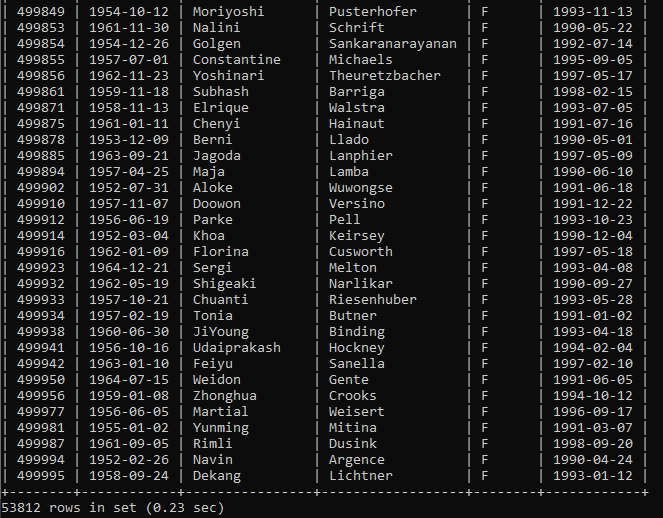 | 499849 | 1954-10-12 | Moriyoshi | Pusterhofer | F | 1993-11-13 |
| 499853 | 1961-11-30 | Nalini | Schrift | F | 1990-05-22 |
| 499854 | 1954-12-26 | Golgen | Sankaranarayanan | F | 1992-07-14 |
| 499855 | 1957-07-01 | Constantine | Michaels | F | 1995-09-05 |
| 499856 | 1962-11-23 | Yoshinari | Theuretzbacher | F | 1997-05-17 |
| 499861 | 1959-11-18 | Subhash | Barriga | F | 1998-02-15 |
| 499871 | 1958-11-13 | Elrique | Walstra | F | 1993-07-05 |
| 499875 | 1961-01-11 | Chenyi | Hainaut | F | 1991-07-16 |
| 499878 | 1953-12-09 | Berni | Llado | F | 1990-05-01 |
| 499885 | 1963-09-21 | Jagoda | Lanphier | F | 1997-05-09 |
| 499894 | 1957-04-25 | Maja | Lamba | F | 1990-06-10 |
| 499902 | 1952-07-31 | Aloke | Wuwongse | F | 1991-06-18 |
| 499910 | 1957-11-07 | Doowon | Versino | F | 1991-12-22 |
| 499912 | 1956-06-19 | Parke | Pell | F | 1993-10-23 |
| 499914 | 1952-03-04 | Khoa | Keirsey | F | 1990-12-04 |
| 499916 | 1962-01-09 | Florina | Cusworth | F | 1997-05-18 |
| 499923 | 1964-12-21 | Sergi | Melton | F | 1993-04-08 |
| 499932 | 1962-05-19 | Shigeaki | Narlikar | F | 1990-09-27 |
| 499933 | 1957-10-21 | Chuanti | Riesenhuber | F | 1993-05-28 |
| 499934 | 1957-02-19 | Tonia | Butner | F | 1991-01-02 |
| 499938 | 1960-06-30 | JiYoung | Binding | F | 1993-04-18 |
| 499941 | 1956-10-16 | Udaiprakash | Hockney | F | 1994-02-04 |
| 499942 | 1963-01-10 | Feiyu | Sanella | F | 1997-02-10 |
| 499950 | 1964-07-15 | Weidon | Gente | F | 1991-06-05 |
| 499956 | 1959-01-08 | Zhonghua | Crooks | F | 1994-10-12 |
| 499977 | 1956-06-05 | Martial | Weisert | F | 1996-09-17 |
| 499981 | 1955-01-02 | Yunming | Mitina | F | 1991-03-07 |
| 499987 | 1961-09-05 | Rimli | Dusink | F | 1998-09-20 |
| 499994 | 1952-02-26 | Navin | Argence | F | 1990-04-24 |
| 499995 | 1958-09-24 | Dekang | Lichtner | F | 1993-01-12 |
+--------+------------+----------------+------------------+--------+------------+
53812 rows in set (0.23 sec)